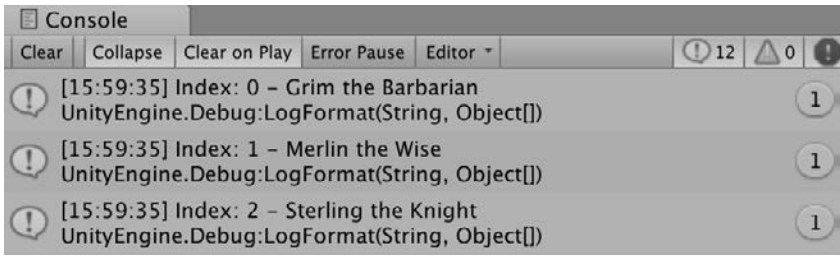 Console
Clear Collapse Clear on Play Error Pause Editor 12 0
[15:59:35] Index: 0 – Grim the Barbarian
UnityEngine.Debug:LogFormat(String, Object[])
1
[15:59:35] Index: 1 – Merlin the Wise
UnityEngine.Debug:LogFormat(String, Object[])
1
[15:59:35] Index: 2 – Sterling the Knight
UnityEngine.Debug:LogFormat(String, Object[])
1